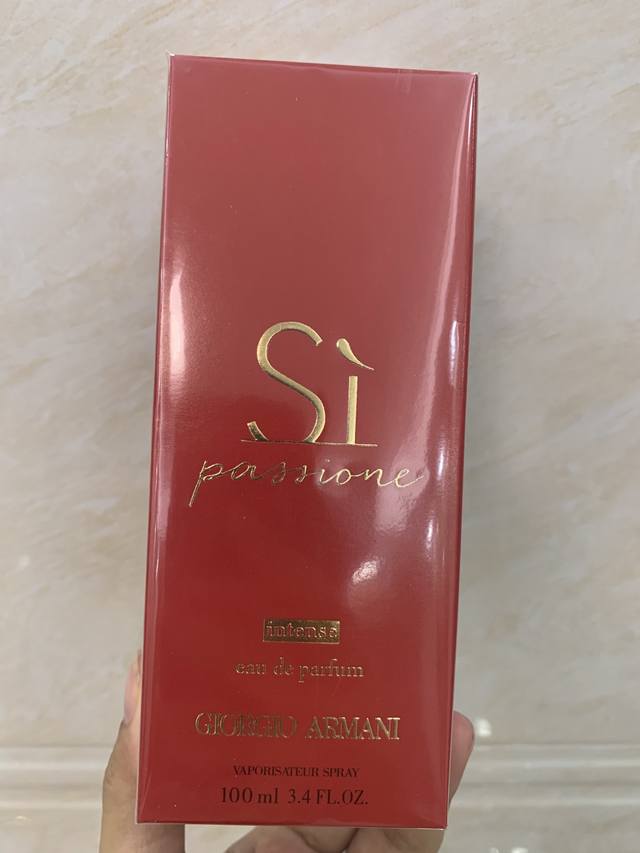 Sì
passione
intense
eau de parfum
GIORGIO ARMANI
VAPORISATEUR SPRAY
100 ml 3.4 FL.OZ.